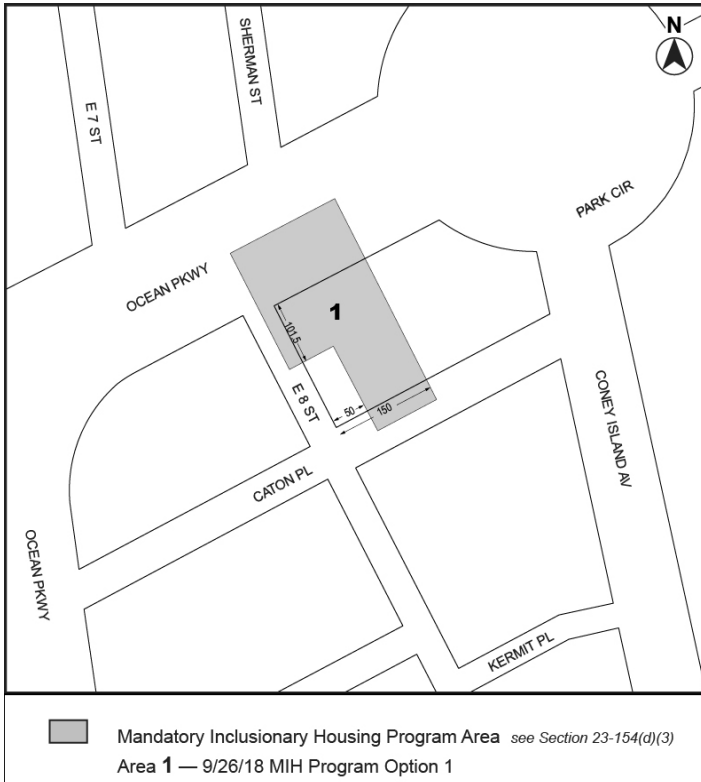 N
SHERMAN ST
E 7 ST
PARK CIR
OCEAN PKWY
1
101.5
E 8 ST
50
150
CATON PL
CONEY ISLAND AV
OCEAN PKWY
KERMIT PL
Mandatory Inclusionary Housing Program Area see Section 23-154(d)(3)
Area 1 — 9/26/18 MIH Program Option 1